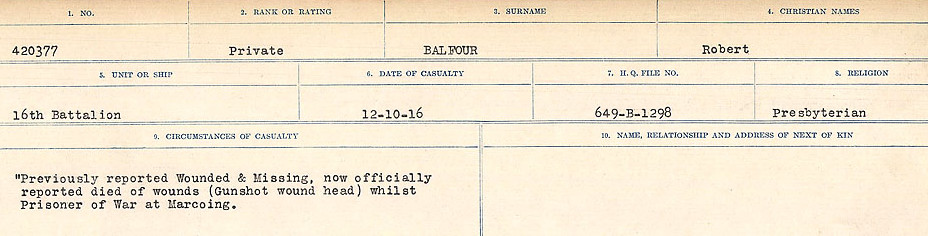 1. NO. 2. RANK OR RATING 3. SURNAME 4. CHRISTIAN NAMES
420377 Private BALFOUR Robert
5. UNIT OR SHIP 6. DATE OF CASUALTY 7. H. Q. FILE NO. 8. RELIGION
16th Battalion 12-10-16 649-B-1298 Presbyterian
9. CIRCUMSTANCES OF CASUALTY 10. NAME, RELATIONSHIP AND ADDRESS OF NEXT OF KIN
"Previously reported Wounded & Missing, now officially
reported died of wounds (Gunshot wound head) whilst
Prisoner of War at Marcoing.